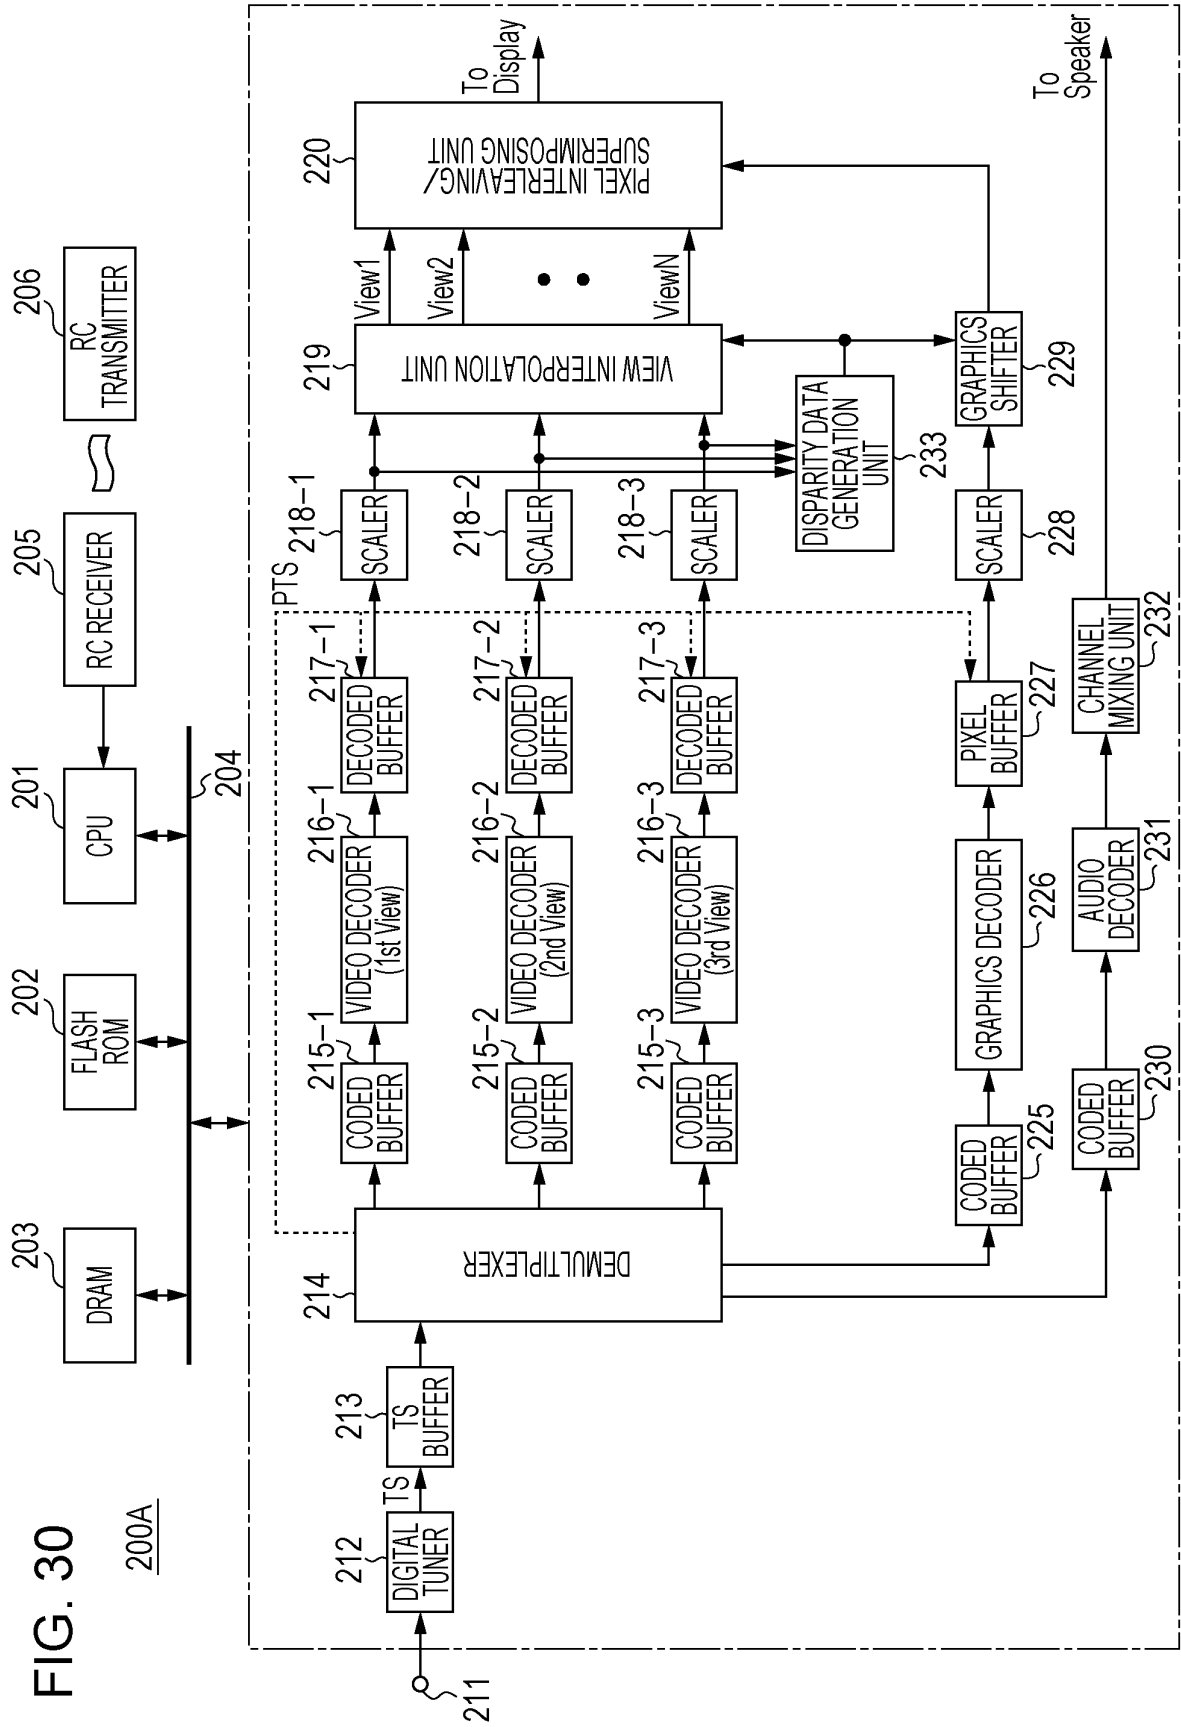 FIG. 30
200A
203
DRAM
202
FLASH
ROM
201
CPU
204
205
RC RECEIVER
206
RC
TRANSMITTER
211
212
DIGITAL
TUNER
TS
213
TS
BUFFER
214
DEMULTIPLEXER
PTS
215-1
CODED
BUFFER
216-1
VIDEO DECODER
(1st View)
217-1
DECODED
BUFFER
218-1
SCALER
215-2
CODED
BUFFER
216-2
VIDEO DECODER
(2nd View)
217-2
DECODED
BUFFER
218-2
SCALER
215-3
CODED
BUFFER
216-3
VIDEO DECODER
(3rd View)
217-3
DECODED
BUFFER
218-3
SCALER
219
VIEW INTERPOLATION UNIT
View1
View2
ViewN
220
PIXEL INTERLEAVING/
SUPERIMPOSING UNIT
To
Display
DISPARITY DATA
GENERATION
UNIT
233
CODED
BUFFER
225
GRAPHICS DECODER
226
PIXEL
BUFFER
227
SCALER
228
GRAPHICS
SHIFTER
229
CODED
BUFFER
230
AUDIO
DECODER
231
CHANNEL
MIXING UNIT
232
To
Speaker